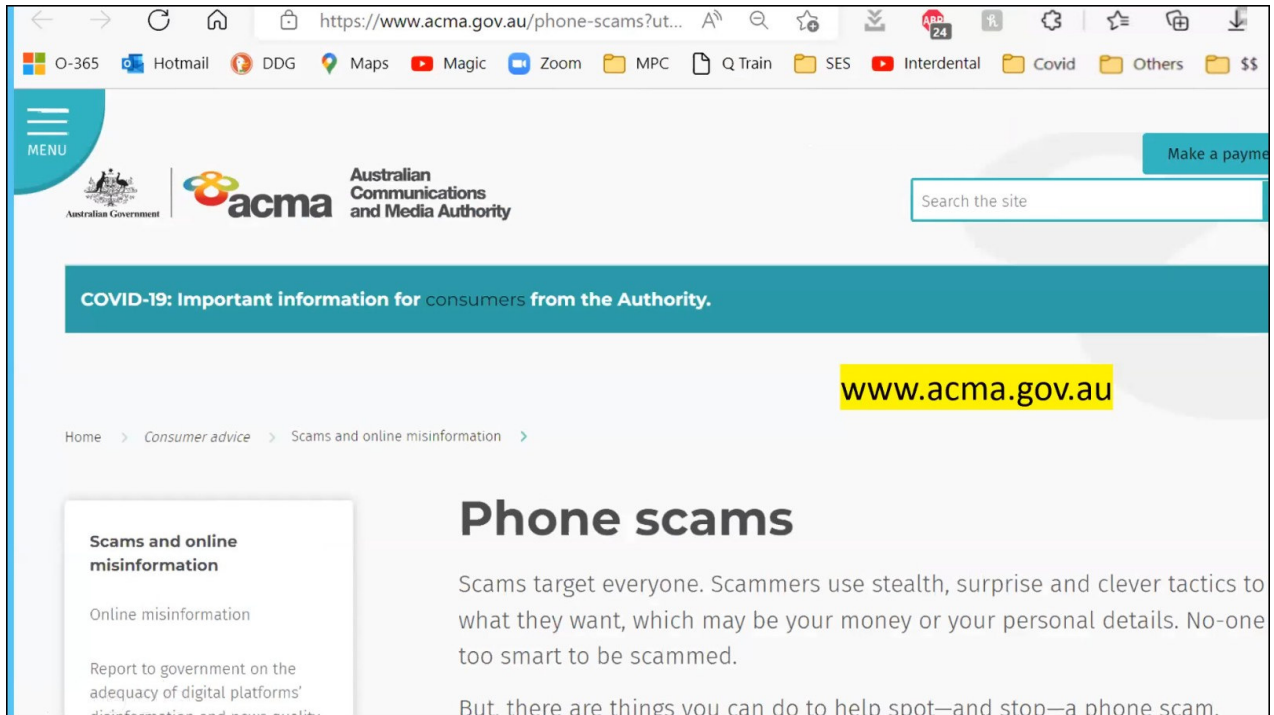 https://www.acma.gov.au/phone-scams?ut...
ABP
24
O-365
Hotmail
DDG
Maps
Magic
Zoom
MPC
Q Train
SES
Interdental
Covid
Others
$$
MENU
Make a payme
Australian Government
acma
Australian
Communications
and Media Authority
Search the site
COVID-19: Important information for consumers from the Authority.
www.acma.gov.au
Home > Consumer advice > Scams and online misinformation >
Scams and online
misinformation
Online misinformation
Report to government on the
adequacy of digital platforms'
disinformation and news quality
Phone scams
Scams target everyone. Scammers use stealth, surprise and clever tactics to
what they want, which may be your money or your personal details. No-one
too smart to be scammed.
But, there are things you can do to help spot—and stop—a phone scam.